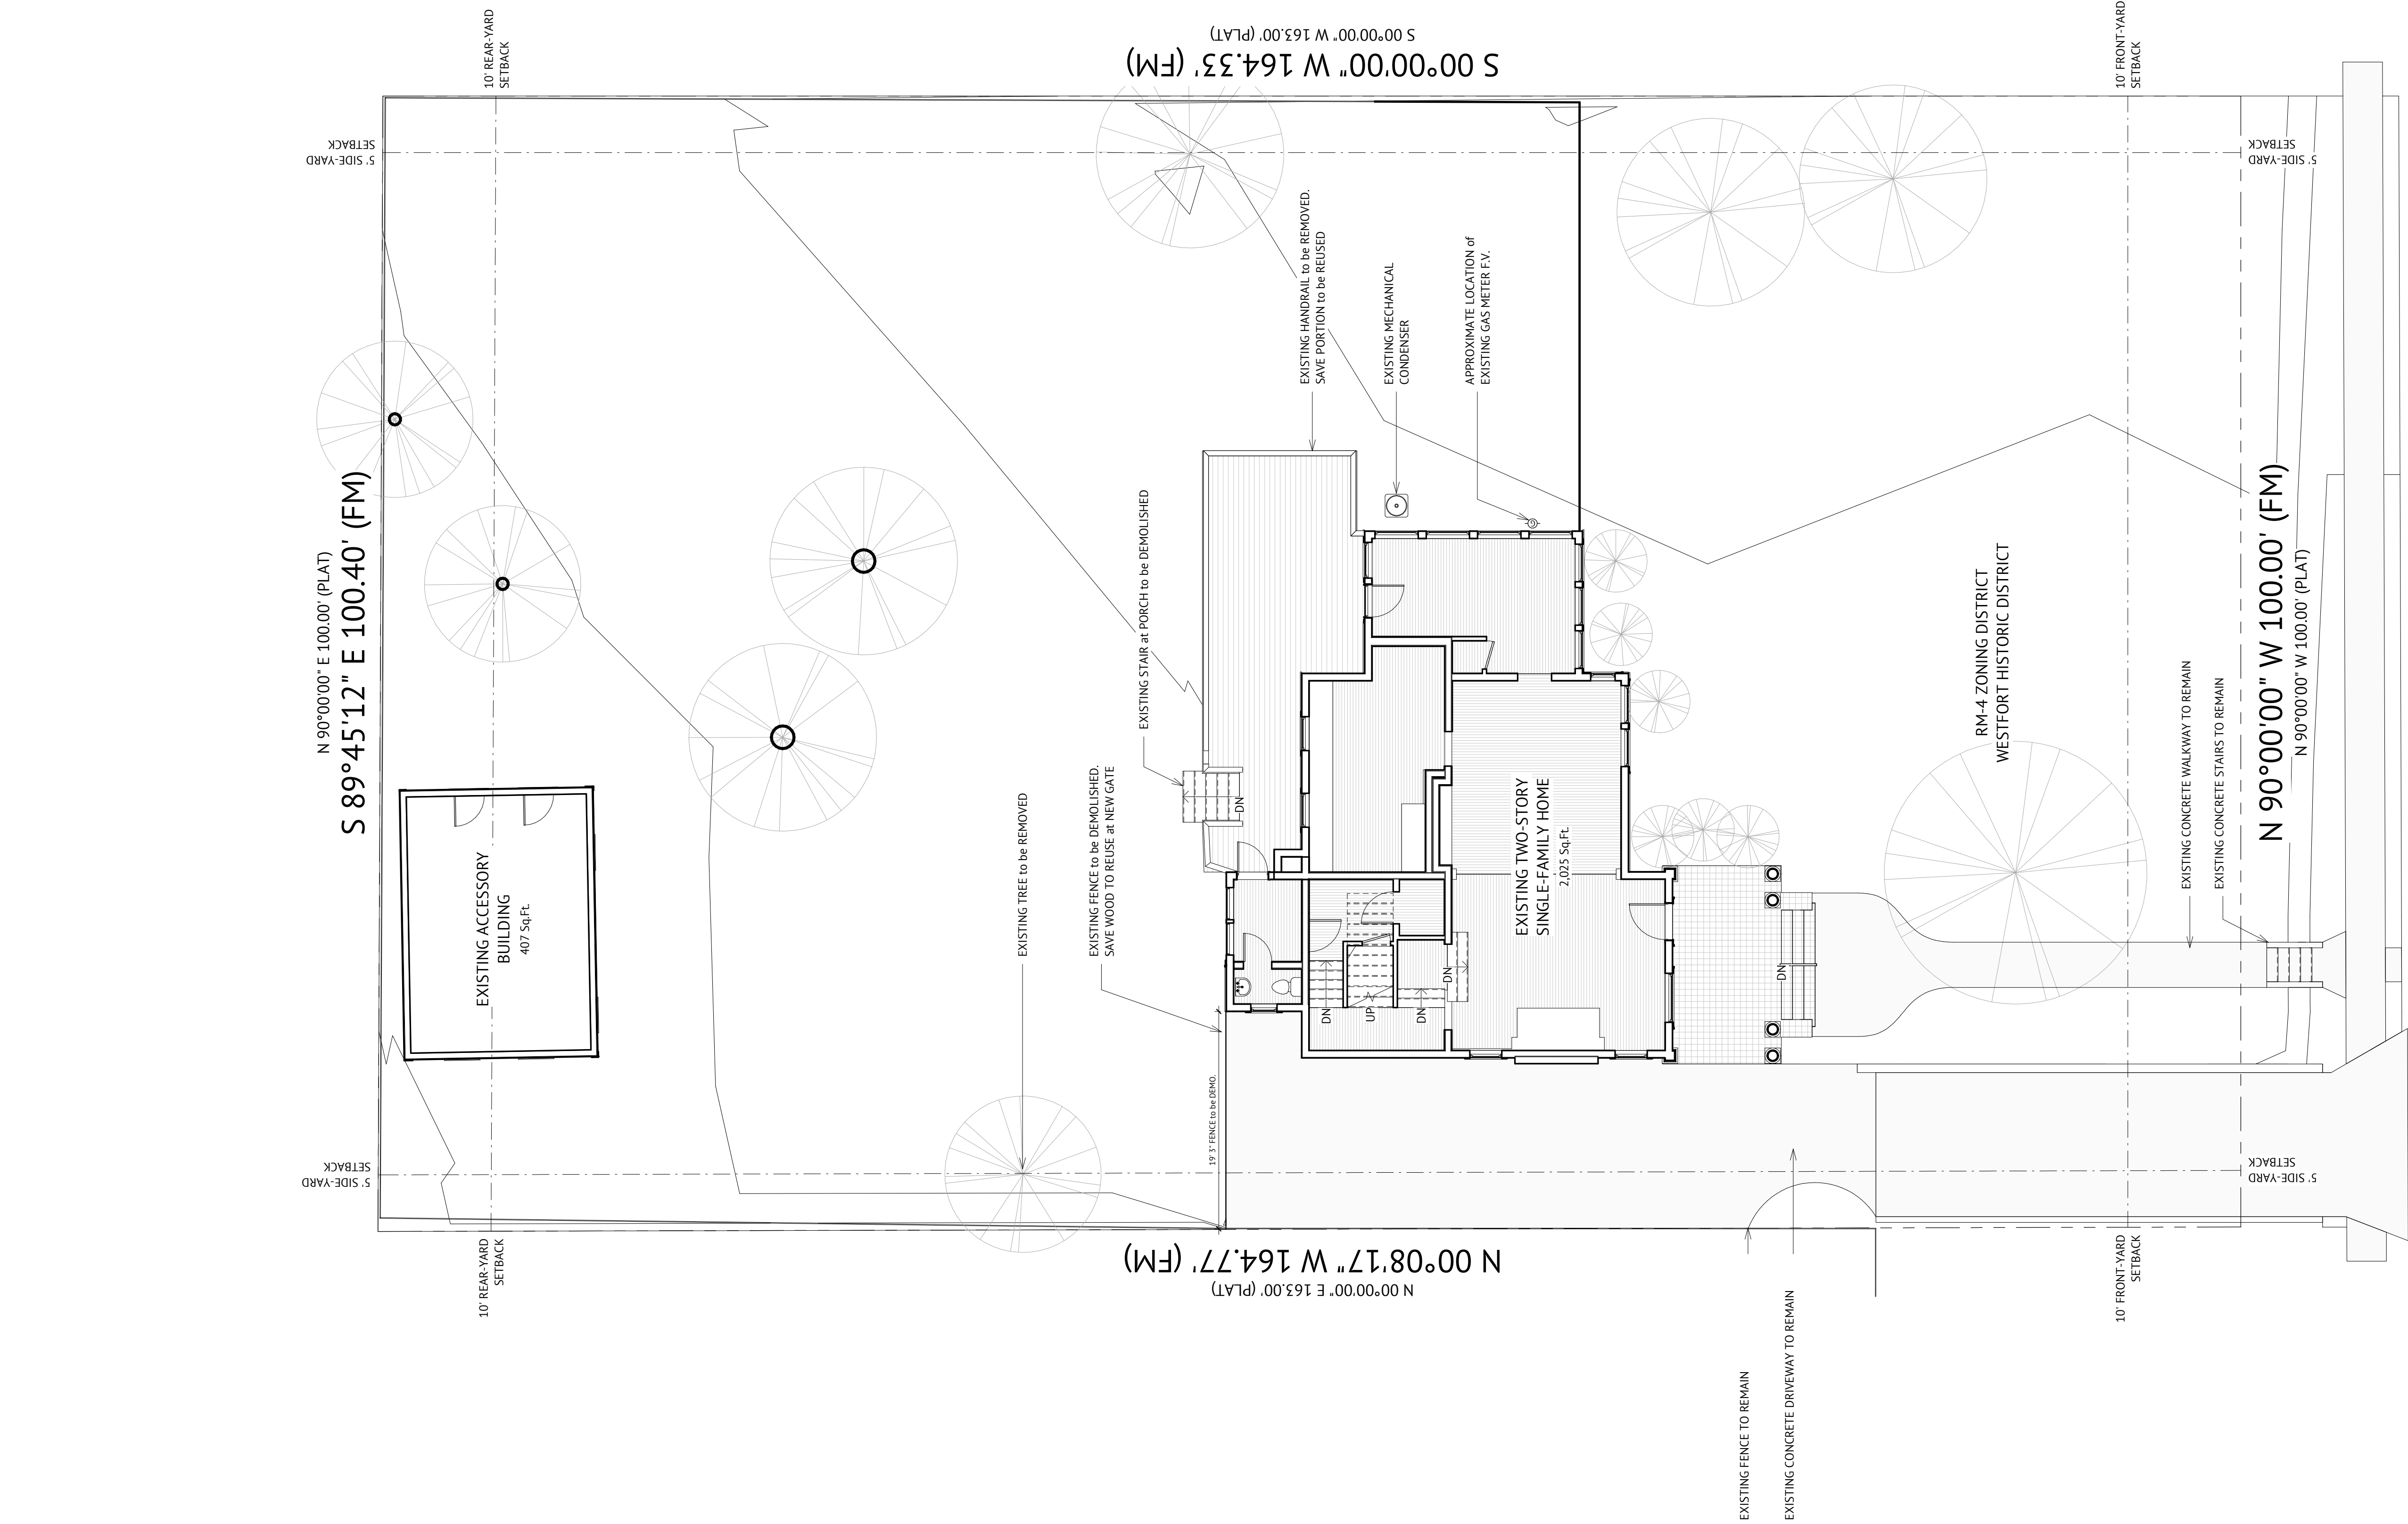 10' REAR-YARD
SETBACK
S 00°00'00" W 163.00' (PLAT)
S 00°00'00" W 164.33' (FM)
10' FRONT-YARD
SETBACK
5' SIDE-YARD
SETBACK
5' SIDE-YARD
SETBACK
N 90°00'00" E 100.00' (PLAT)
S 89°45'12" E 100.40' (FM)
EXISTING HANDRAIL to be REMOVED.
SAVE PORTION to be REUSED
EXISTING MECHANICAL
CONDENSER
APPROXIMATE LOCATION of
EXISTING GAS METER F.V.
EXISTING STAIR at PORCH to be DEMOLISHED
EXISTING FENCE to be DEMOLISHED.
SAVE WOOD TO REUSE at NEW GATE
EXISTING TREE to be REMOVED
EXISTING ACCESSORY
BUILDING
407 Sq.Ft.
EXISTING TWO-STORY
SINGLE-FAMILY HOME
2,025 Sq.Ft.
DN
DN
UP
DN
DN
DN
RM-4 ZONING DISTRICT
WESTFORT HISTORIC DISTRICT
EXISTING CONCRETE WALKWAY TO REMAIN
EXISTING CONCRETE STAIRS TO REMAIN
N 90°00'00" W 100.00' (FM)
N 90°00'00" W 100.00' (PLAT)
19' 3" FENCE to be DEMO.
5' SIDE-YARD
SETBACK
5' SIDE-YARD
SETBACK
10' REAR-YARD
SETBACK
N 00°08'17" W 164.77' (FM)
N 00°00'00" E 163.00' (PLAT)
10' FRONT-YARD
SETBACK
EXISTING FENCE TO REMAIN
EXISTING CONCRETE DRIVEWAY TO REMAIN